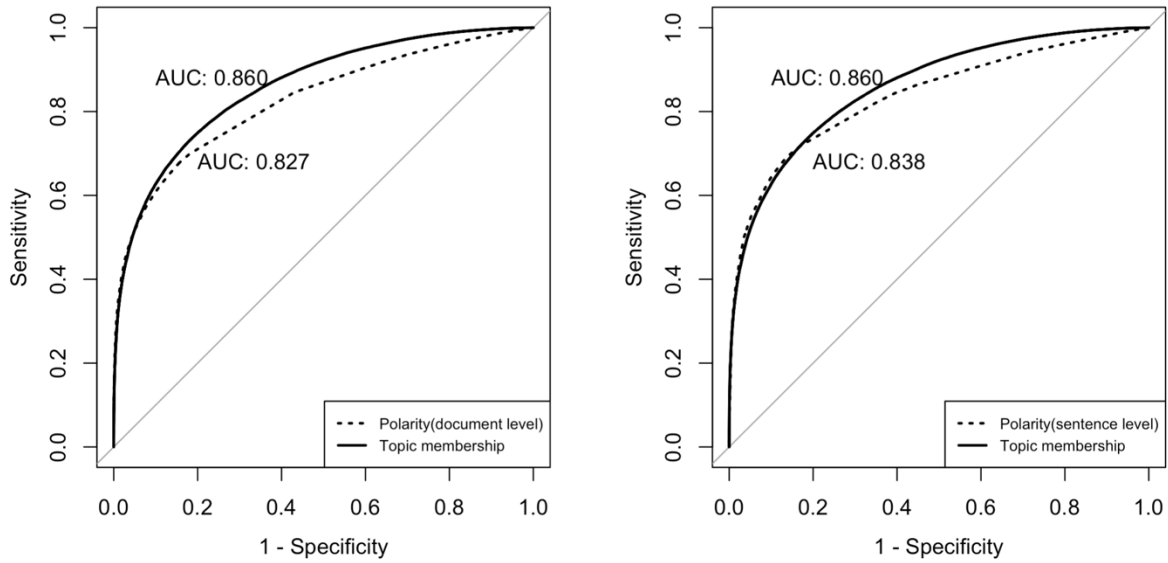 1.0
0.8
0.6
0.4
0.2
0.0
Sensitivity
AUC: 0.860
AUC: 0.827
Polarity(document level)
Topic membership
0.0 0.2 0.4 0.6 0.8 1.0
1 - Specificity
1.0
0.8
0.6
0.4
0.2
0.0
Sensitivity
AUC: 0.860
AUC: 0.838
Polarity(sentence level)
Topic membership
0.0 0.2 0.4 0.6 0.8 1.0
1 - Specificity